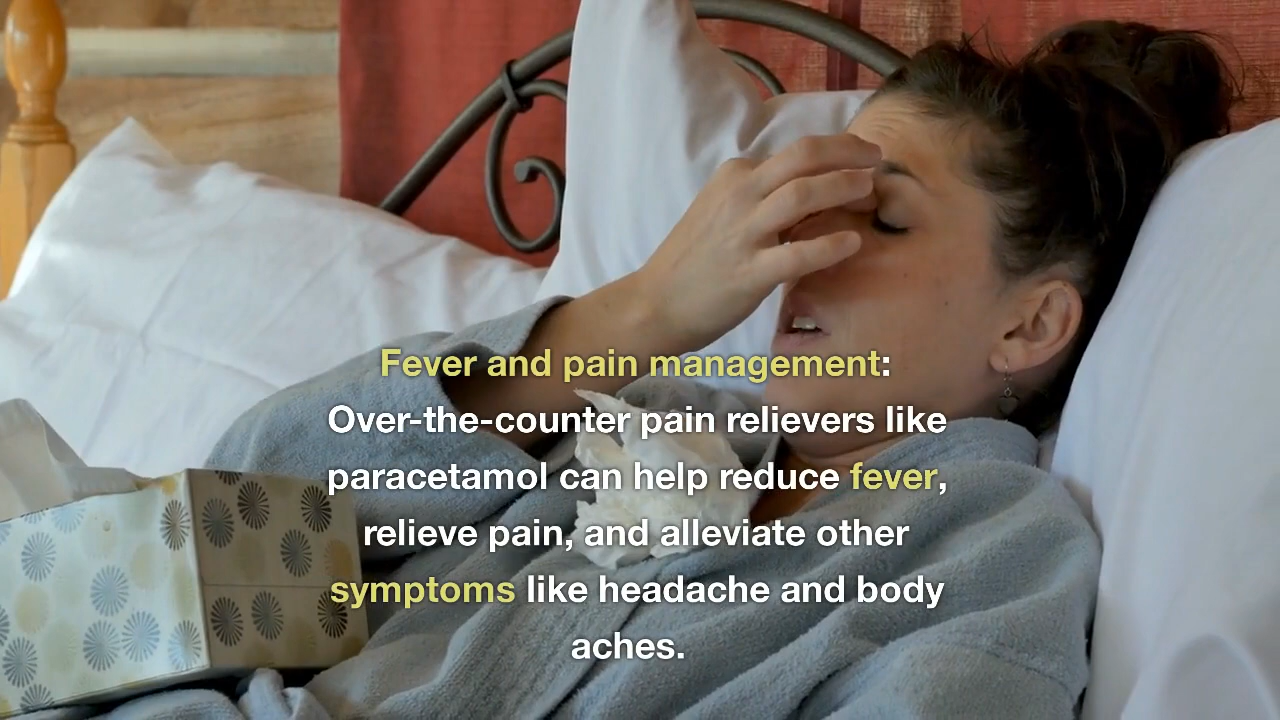 Fever and pain management:
Over-the-counter pain relievers like
paracetamol can help reduce fever,
relieve pain, and alleviate other
symptoms like headache and body
aches.